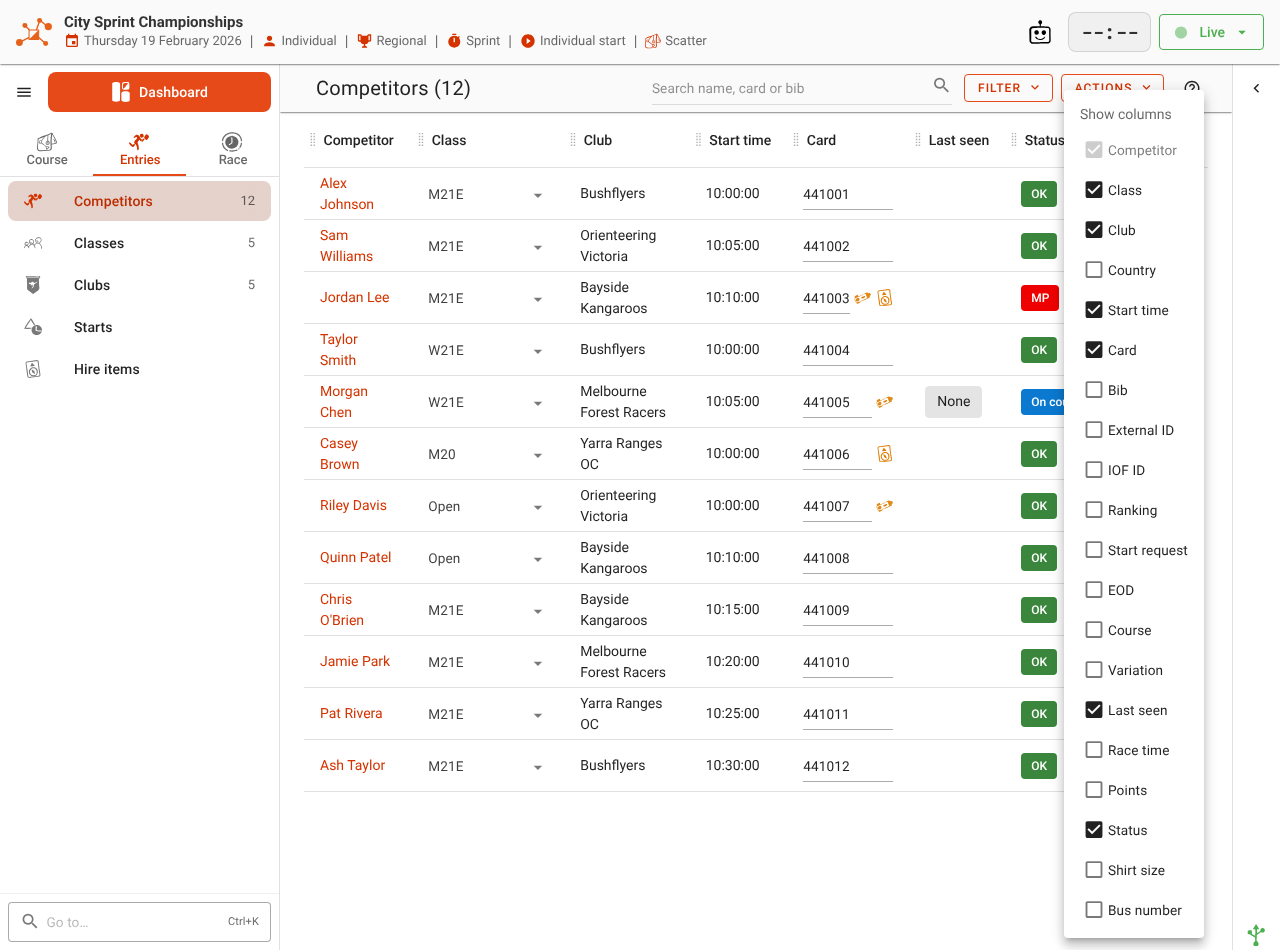 City Sprint Championships
Thursday 19 February 2026 | Individual | Regional | Sprint | Individual start | Scatter
--:--
Live
Dashboard
Course
Entries
Race
Competitors 12
Classes 5
Clubs 5
Starts
Hire items
Go to...
Ctrl+K
Competitors (12)
Search name, card or bib
FILTER
ACTIONS
Competitor Class Club Start time Card Last seen Status
Alex
Johnson
M21E
Bushflyers
10:00:00
441001
OK
Sam
Williams
M21E
Orienteering
Victoria
10:05:00
441002
OK
Jordan Lee
M21E
Bayside
Kangaroos
10:10:00
441003
MP
Taylor
Smith
W21E
Bushflyers
10:00:00
441004
OK
Morgan
Chen
W21E
Melbourne
Forest Racers
10:05:00
441005
None
On cou
Casey
Brown
M20
Yarra Ranges
OC
10:00:00
441006
OK
Riley Davis
Open
Orienteering
Victoria
10:00:00
441007
OK
Quinn Patel
Open
Bayside
Kangaroos
10:10:00
441008
OK
Chris
O'Brien
M21E
Bayside
Kangaroos
10:15:00
441009
OK
Jamie Park
M21E
Melbourne
Forest Racers
10:20:00
441010
OK
Pat Rivera
M21E
Yarra Ranges
OC
10:25:00
441011
OK
Ash Taylor
M21E
Bushflyers
10:30:00
441012
OK
Show columns
Competitor
Class
Club
Country
Start time
Card
Bib
External ID
IOF ID
Ranking
Start request
EOD
Course
Variation
Last seen
Race time
Points
Status
Shirt size
Bus number